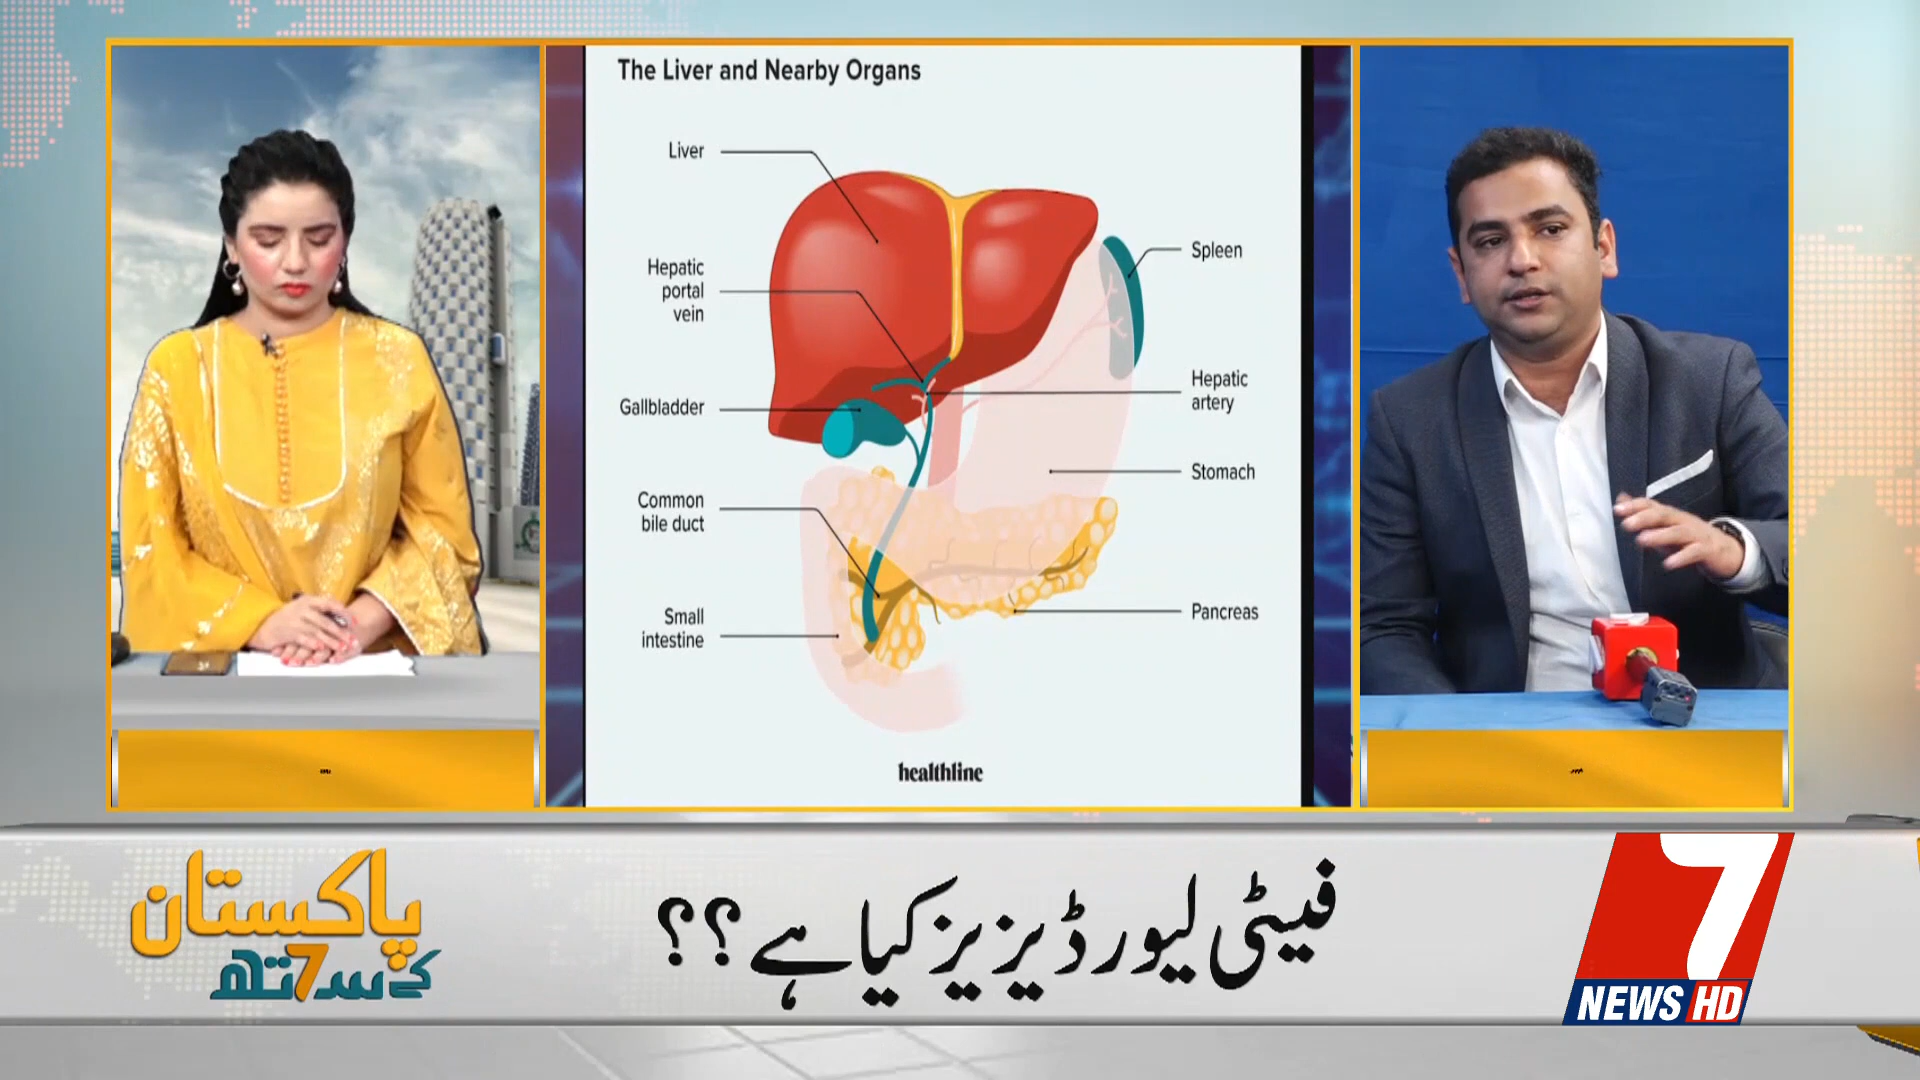 The Liver and Nearby Organs
Liver
Hepatic
portal
vein
Gallbladder
Common
bile duct
Small
intestine
Spleen
Hepatic
artery
Stomach
Pancreas
healthline
پاکستان
کے س7تھ
فیٹی لیور ڈیزیز کیا ہے؟؟
7
NEWS HD